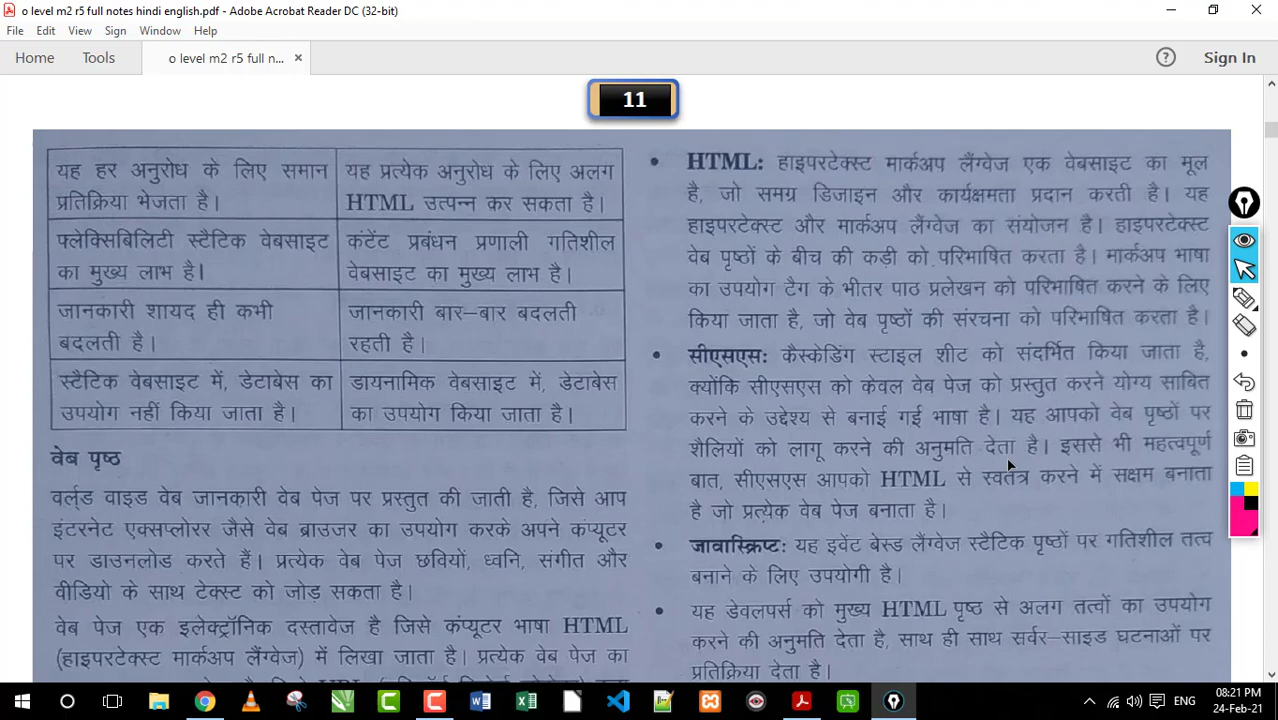 o level m2 r5 full notes hindi english.pdf - Adobe Acrobat Reader DC (32-bit)
File Edit View Sign Window Help
Home Tools o level m2 r5 full n... × Sign In
11
यह हर अनुरोध के लिए समान
प्रतिक्रिया भेजता है।
यह प्रत्येक अनुरोध के लिए अलग
HTML उत्पन्न कर सकता है।
फ्लेक्सिबिलिटी स्टैटिक वेबसाइट
का मुख्य लाभ है।
कंटेंट प्रबंधन प्रणाली गतिशील
वेबसाइट का मुख्य लाभ है।
जानकारी शायद ही कभी
बदलती है।
जानकारी बार–बार बदलती
रहती है।
स्टैटिक वेबसाइट में, डेटाबेस का
उपयोग नहीं किया जाता है।
डायनामिक वेबसाइट में, डेटाबेस
का उपयोग किया जाता है।
वेब पृष्ठ
वर्ल्ड वाइड वेब जानकारी वेब पेज पर प्रस्तुत की जाती है, जिसे आप
इंटरनेट एक्सप्लोरर जैसे वेब ब्राउजर का उपयोग करके अपने कंप्यूटर
पर डाउनलोड करते हैं। प्रत्येक वेब पेज छवियों, ध्वनि, संगीत और
वीडियो के साथ टेक्स्ट को जोड़ सकता है।
वेब पेज एक इलेक्ट्रॉनिक दस्तावेज है जिसे कंप्यूटर भाषा HTML
(हाइपरटेक्स्ट मार्कअप लैंग्वेज) में लिखा जाता है। प्रत्येक वेब पेज का
• HTML: हाइपरटेक्स्ट मार्कअप लैंग्वेज एक वेबसाइट का मूल
है, जो समग्र डिजाइन और कार्यक्षमता प्रदान करती है। यह
हाइपरटेक्स्ट और मार्कअप लैंग्वेज का संयोजन है। हाइपरटेक्स्ट
वेब पृष्ठों के बीच की कड़ी को परिभाषित करता है। मार्कअप भाषा
का उपयोग टैग के भीतर पाठ प्रलेखन को परिभाषित करने के लिए
किया जाता है, जो वेब पृष्ठों की संरचना को परिभाषित करता है।
• सीएसएस: कैस्केडिंग स्टाइल शीट को संदर्भित किया जाता है,
क्योंकि सीएसएस को केवल वेब पेज को प्रस्तुत करने योग्य साबित
करने के उद्देश्य से बनाई गई भाषा है। यह आपको वेब पृष्ठों पर
शैलियों को लागू करने की अनुमति देता है। इससे भी महत्वपूर्ण
बात, सीएसएस आपको HTML से स्वतंत्र करने में सक्षम बनाता
है जो प्रत्येक वेब पेज बनाता है।
• जावास्क्रिप्ट: यह इवेंट बेस्ड लैंग्वेज स्टैटिक पृष्ठों पर गतिशील तत्व
बनाने के लिए उपयोगी है।
• यह डेवलपर्स को मुख्य HTML पृष्ठ से अलग तत्वों का उपयोग
करने की अनुमति देता है, साथ ही साथ सर्वर–साइड घटनाओं पर
प्रतिक्रिया देता है।
ENG 08:21 PM
24-Feb-21